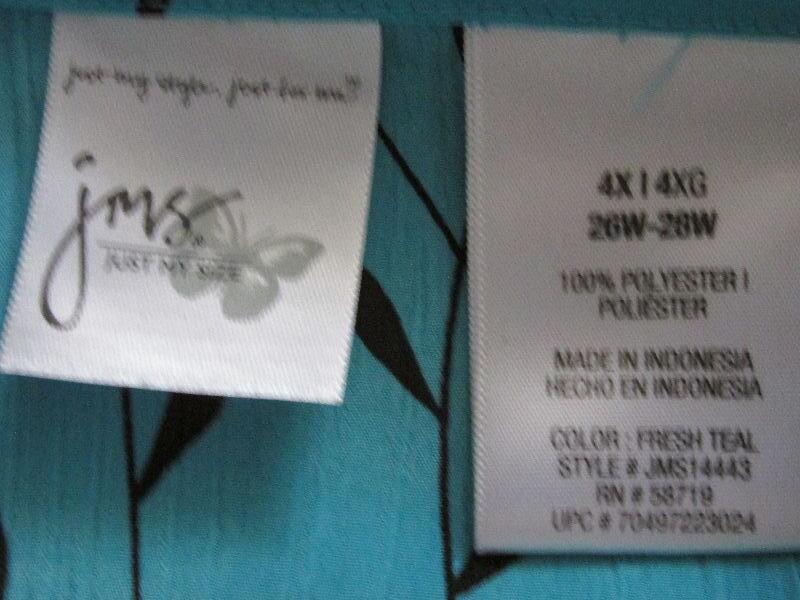 just my style. just for me!
jms®
JUST MY SIZE
4X | 4XG
26W-28W
100% POLYESTER |
POLIÉSTER
MADE IN INDONESIA
HECHO EN INDONESIA
COLOR : FRESH TEAL
STYLE # JMS14443
RN # 58719
UPC # 70497223024